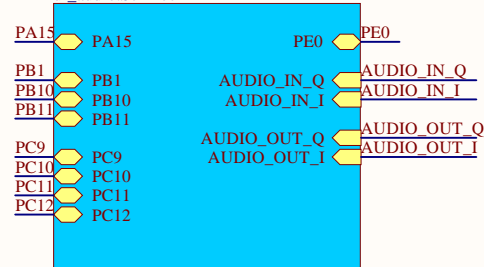 PA15 PA15 PE0 PE0
PB1 PB1 AUDIO_IN_Q AUDIO_IN_Q
PB10 PB10 AUDIO_IN_I AUDIO_IN_I
PB11 PB11
AUDIO_OUT_Q AUDIO_OUT_Q
PC9 PC9 AUDIO_OUT_I AUDIO_OUT_I
PC10 PC10
PC11 PC11
PC12 PC12